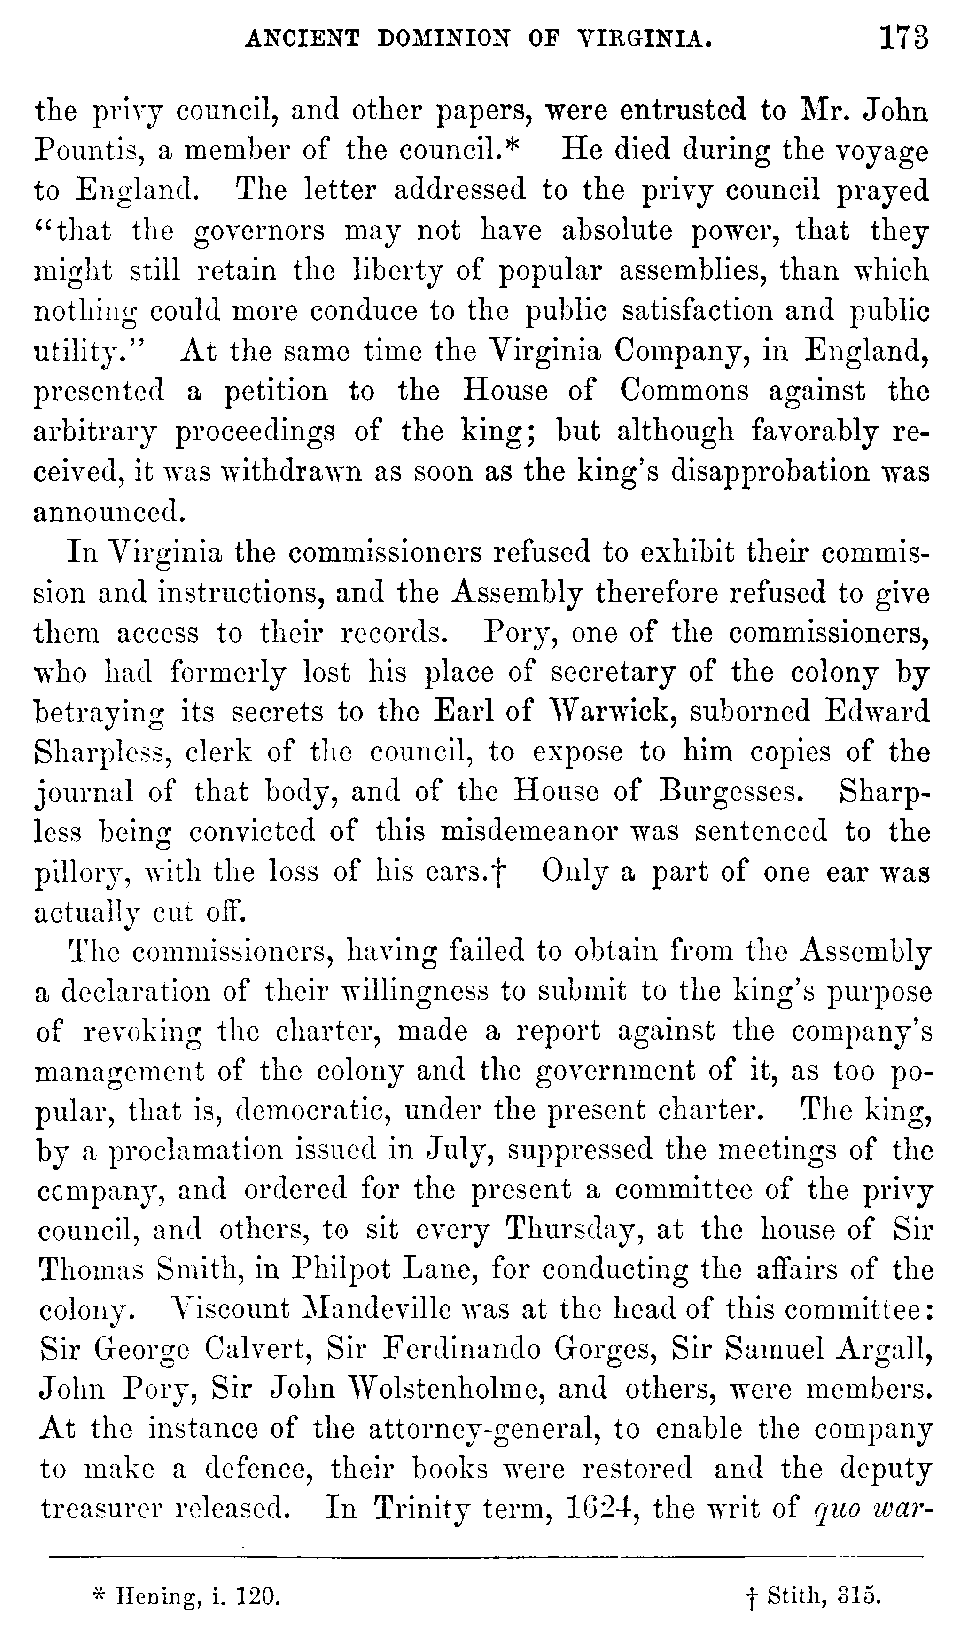 ANCIENT DOMINION OF VIRGINIA. 173
the privy council, and other papers, were entrusted to Mr. John
Pountis, a member of the council.* He died during the voyage
to England. The letter addressed to the privy council prayed
“that the governors may not have absolute power, that they
might still retain the liberty of popular assemblies, than which
nothing could more conduce to the public satisfaction and public
utility.” At the same time the Virginia Company, in England,
presented a petition to the House of Commons against the
arbitrary proceedings of the king; but although favorably re-
ceived, it was withdrawn as soon as the king’s disapprobation was
announced.
In Virginia the commissioners refused to exhibit their commis-
sion and instructions, and the Assembly therefore refused to give
them access to their records. Pory, one of the commissioners,
who had formerly lost his place of secretary of the colony by
betraying its secrets to the Earl of Warwick, suborned Edward
Sharpless, clerk of the council, to expose to him copies of the
journal of that body, and of the House of Burgesses. Sharp-
less being convicted of this misdemeanor was sentenced to the
pillory, with the loss of his ears.† Only a part of one ear was
actually cut off.
The commissioners, having failed to obtain from the Assembly
a declaration of their willingness to submit to the king’s purpose
of revoking the charter, made a report against the company’s
management of the colony and the government of it, as too po-
pular, that is, democratic, under the present charter. The king,
by a proclamation issued in July, suppressed the meetings of the
company, and ordered for the present a committee of the privy
council, and others, to sit every Thursday, at the house of Sir
Thomas Smith, in Philpot Lane, for conducting the affairs of the
colony. Viscount Mandeville was at the head of this committee:
Sir George Calvert, Sir Ferdinando Gorges, Sir Samuel Argall,
John Pory, Sir John Wolstenholme, and others, were members.
At the instance of the attorney-general, to enable the company
to make a defence, their books were restored and the deputy
treasurer released. In Trinity term, 1624, the writ of quo war-
* Hening, i. 120. † Stith, 315.